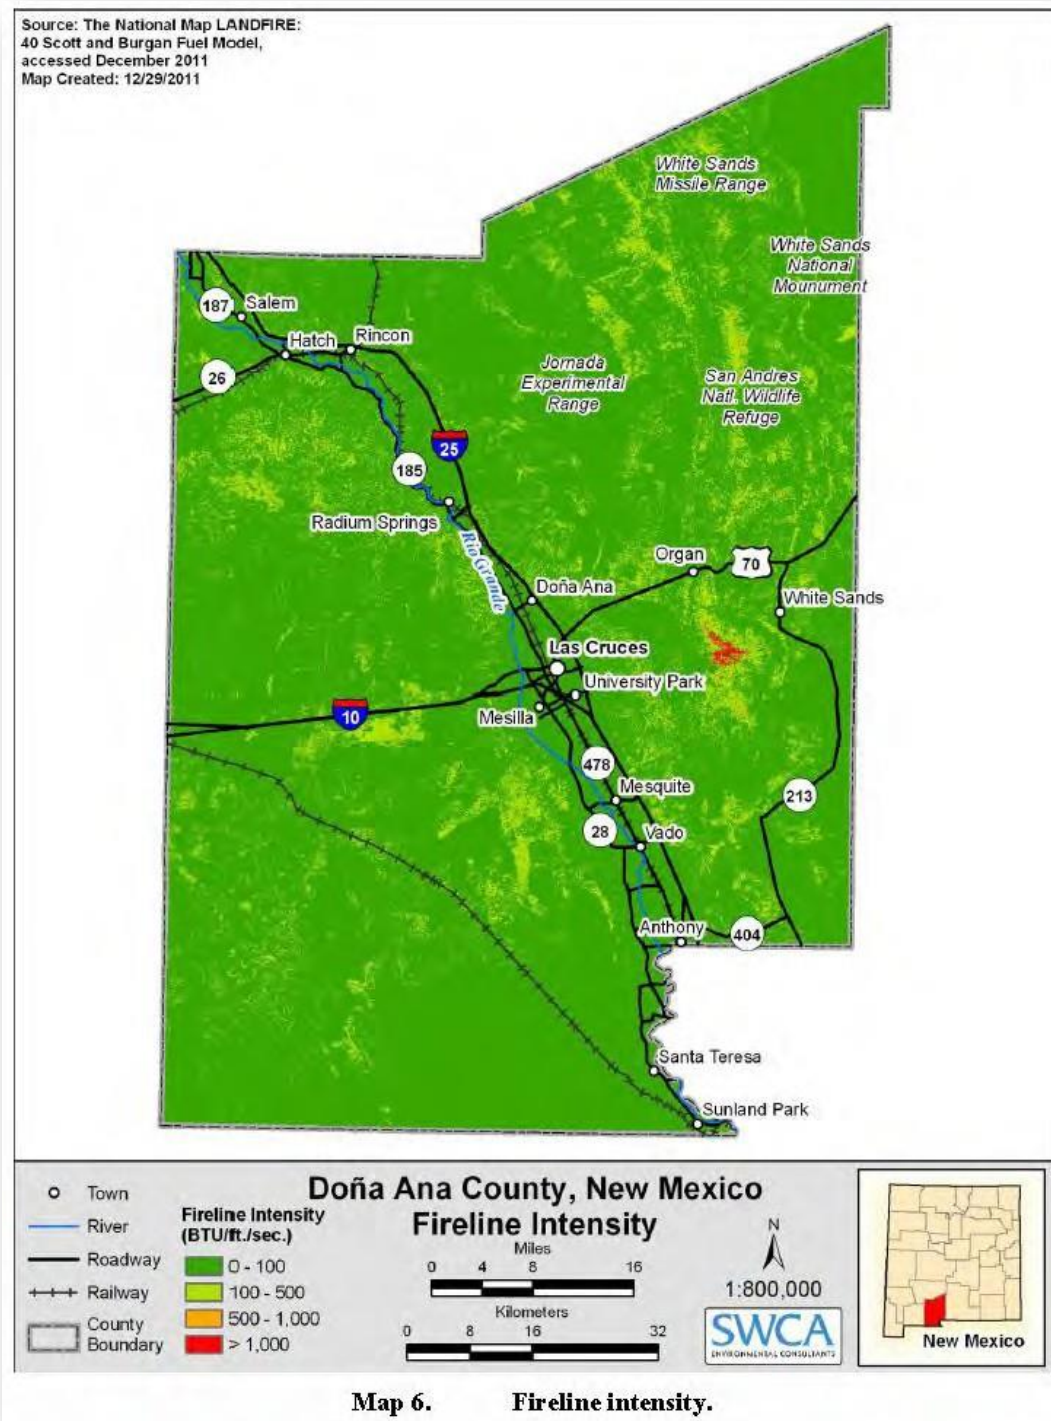 Source: The National Map LANDFIRE:
40 Scott and Burgan Fuel Model,
accessed December 2011
Map Created: 12/29/2011
White Sands
Missile Range
White Sands
National
Mounument
187
Salem
Hatch
Rincon
26
Jornada
Experimental
Range
San Andres
Natl. Wildlife
Refuge
25
185
Radium Springs
Rio Grande
Organ
70
Doña Ana
White Sands
Las Cruces
University Park
10
Mesilla
478
Mesquite
213
28
Vado
Anthony
404
Santa Teresa
Sunland Park
Town
River
Roadway
Railway
County
Boundary
Fireline Intensity
(BTU/ft./sec.)
0 - 100
100 - 500
500 - 1,000
> 1,000
Doña Ana County, New Mexico
Fireline Intensity
Miles
0 4 8 16
Kilometers
0 8 16 32
N
1:800,000
SWCA
ENVIRONMENTAL CONSULTANTS
New Mexico
Map 6. Fireline intensity.